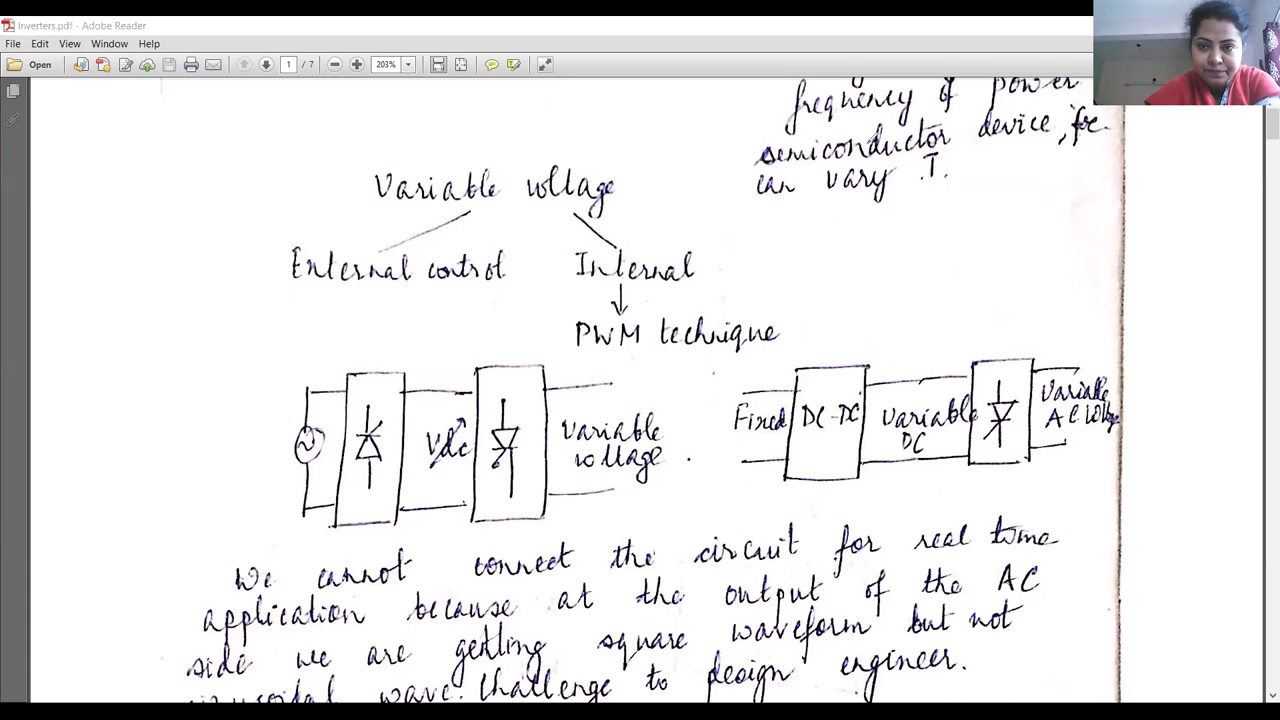 Inverters.pdf - Adobe Reader
File Edit View Window Help
Open 1 / 7 203%
frequency of power
semiconductor device,
can vary T.
Variable voltage
External control Internal
PWM technique
Vdc Variable voltage.
Fixed DC-DC Variable DC Variable AC voltage
We cannot connect the circuit for real time
application because at the output of the AC
side we are getting square waveform but not
sinusoidal wave. Challenge to design engineer.